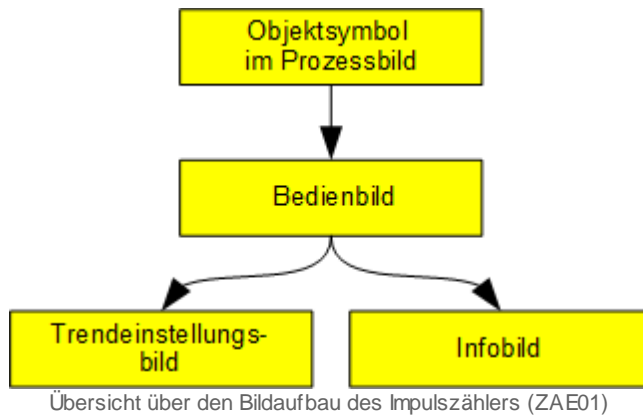 Objektsymbol
im Prozessbild
Bedienbild
Trendeinstellungs-
bild
Infobild
Übersicht über den Bildaufbau des Impulszählers (ZAE01)